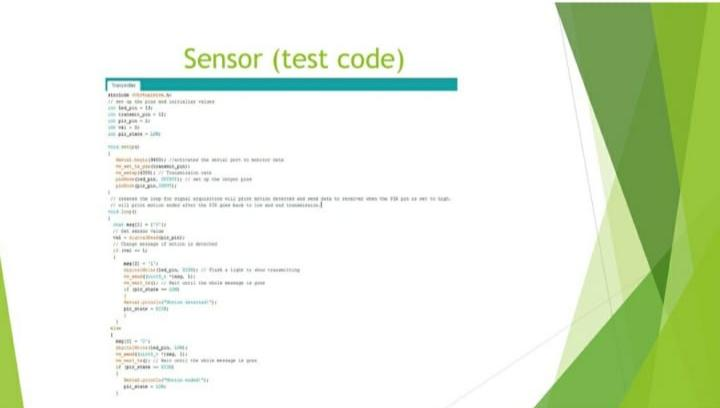 Sensor (test code)
Transmitter
#include <VirtualWire.h>
// set up the pins and initialize values
int led_pin = 13;
int transmit_pin = 12;
int pir_pin = 2;
int val = 0;
int pir_state = LOW;
void setup()
{
Serial.begin(9600); //activates the serial port to monitor data
vw_set_tx_pin(transmit_pin);
vw_setup(4000); // Transmission rate
pinMode(led_pin, OUTPUT); // set up the output pins
pinMode(pir_pin,INPUT);
}
// creates the loop for signal acquisition will print motion detected and send data to receiver when the PIR pin is set to high.
// will print motion ended after the PIR goes back to low and end transmission.
void loop()
{
char msg[1] = {'0'};
// Get sensor value
val = digitalRead(pir_pin);
// Change message if motion is detected
if (val == 1)
{
msg[0] = '1';
digitalWrite(led_pin, HIGH); // Flash a light to show transmitting
vw_send((uint8_t *)msg, 1);
vw_wait_tx(); // Wait until the whole message is gone
if (pir_state == LOW)
{
Serial.println("Motion detected!");
pir_state = HIGH;
}
}
else
{
msg[0] = '0';
digitalWrite(led_pin, LOW);
vw_send((uint8_t *)msg, 1);
vw_wait_tx(); // Wait until the whole message is gone
if (pir_state == HIGH)
{
Serial.println("Motion ended!");
pir_state = LOW;
}